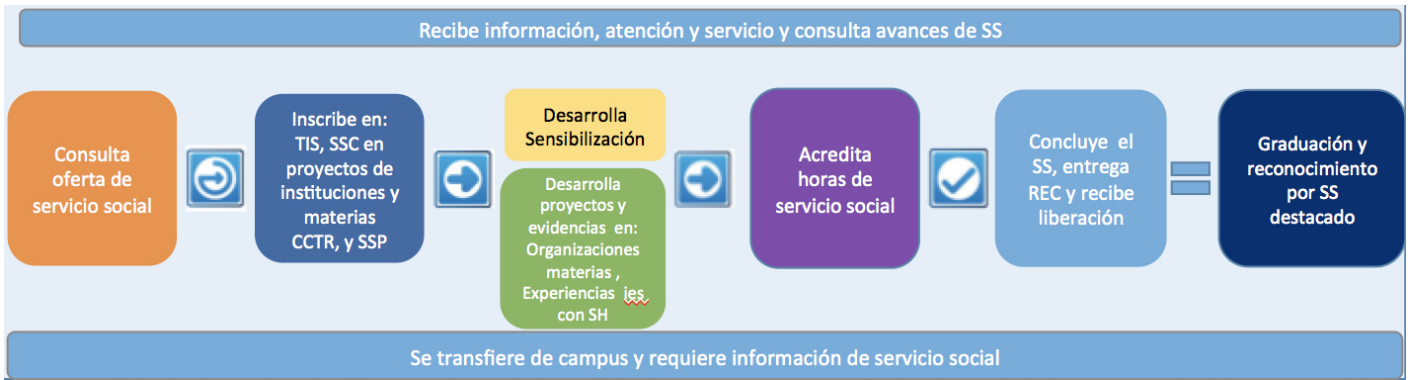 Recibe información, atención y servicio y consulta avances de SS
Consulta
oferta de
servicio social
Inscribe en:
TIS, SSC en
proyectos de
instituciones y
materias
CCTR, y SSP
Desarrolla
Sensibilización
Desarrolla
proyectos y
evidencias en:
Organizaciones
materias ,
Experiencias ies
con SH
Acredita
horas de
servicio social
Concluye el
SS, entrega
REC y recibe
liberación
Graduación y
reconocimiento
por SS
destacado
Se transfiere de campus y requiere información de servicio social